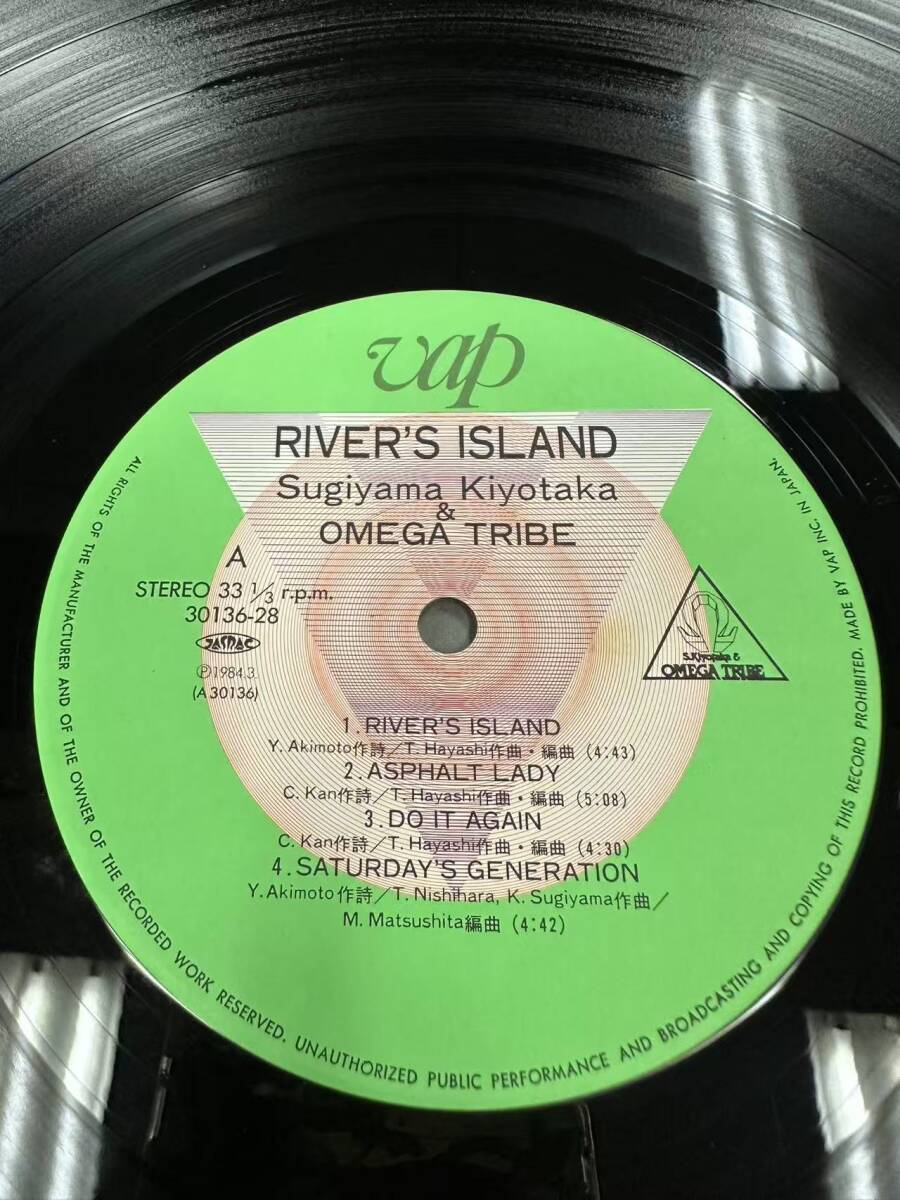 vap
RIVER'S ISLAND
Sugiyama Kiyotaka
&
OMEGA TRIBE
A
STEREO 33 1/3 r.p.m.
30136-28
JASRAC
Ⓟ1984.3
(A30136)
S.Kiyotaka &
OMEGA TRIBE
1. RIVER'S ISLAND
Y. Akimoto作詩／T. Hayashi作曲・編曲 (4:43)
2. ASPHALT LADY
C. Kan作詩／T. Hayashi作曲・編曲 (5:08)
3. DO IT AGAIN
C. Kan作詩／T. Hayashi作曲・編曲 (4:30)
4. SATURDAY'S GENERATION
Y. Akimoto作詩／T. Nishihara, K. Sugiyama作曲／
M. Matsushita編曲 (4:42)
ALL RIGHTS OF THE MANUFACTURER AND OF THE OWNER OF THE RECORDED WORK RESERVED. UNAUTHORIZED PUBLIC PERFORMANCE AND BROADCASTING AND COPYING OF THIS RECORD PROHIBITED. MADE BY VAP INC. IN JAPAN.